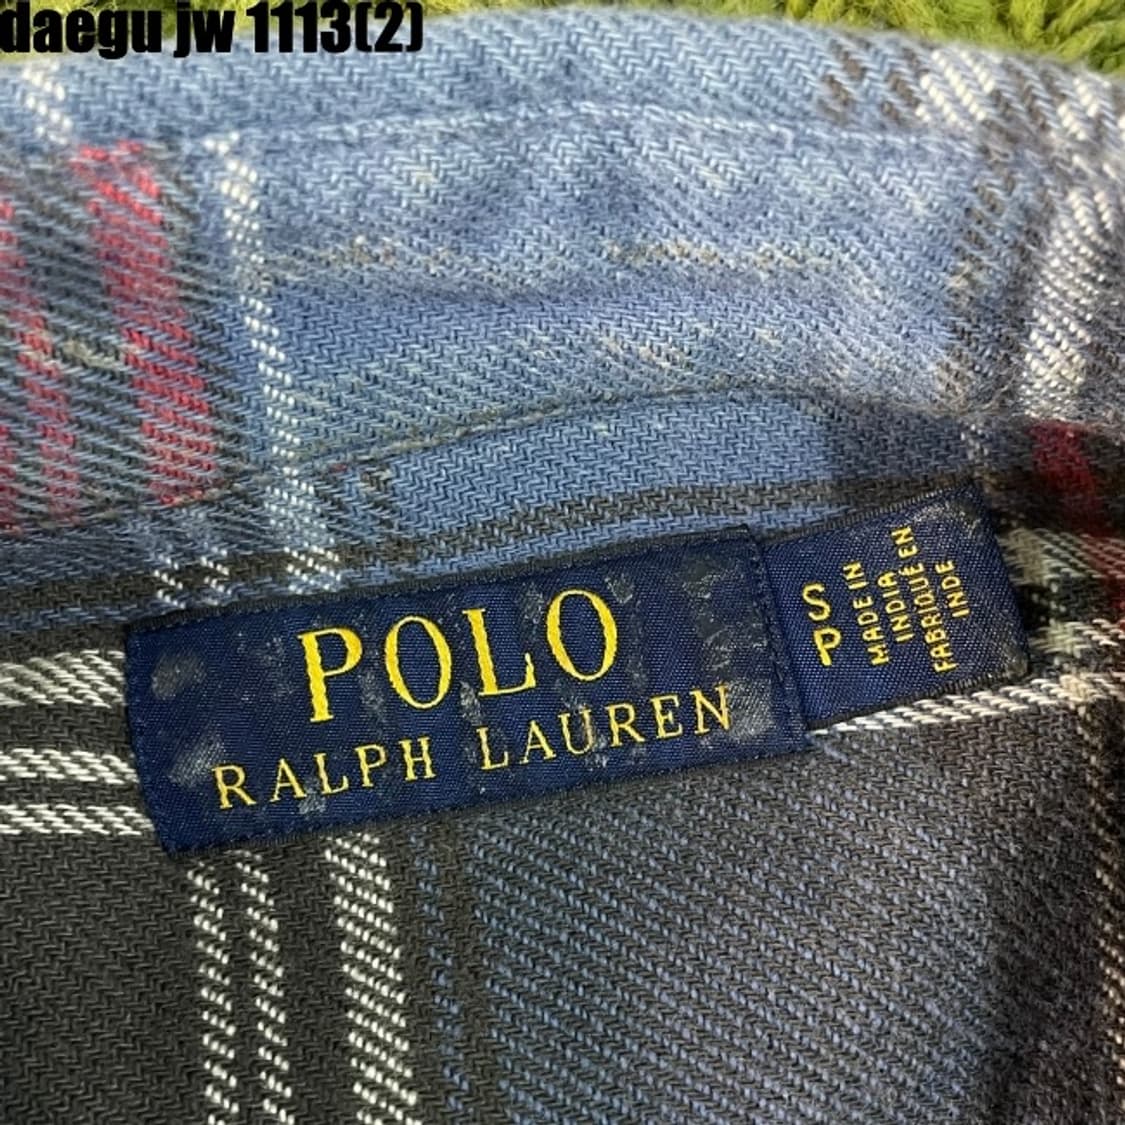 daegu jw 1113(2)
POLO
RALPH LAUREN
S
P
MADE IN
INDIA
FABRIQUÉ EN
INDE